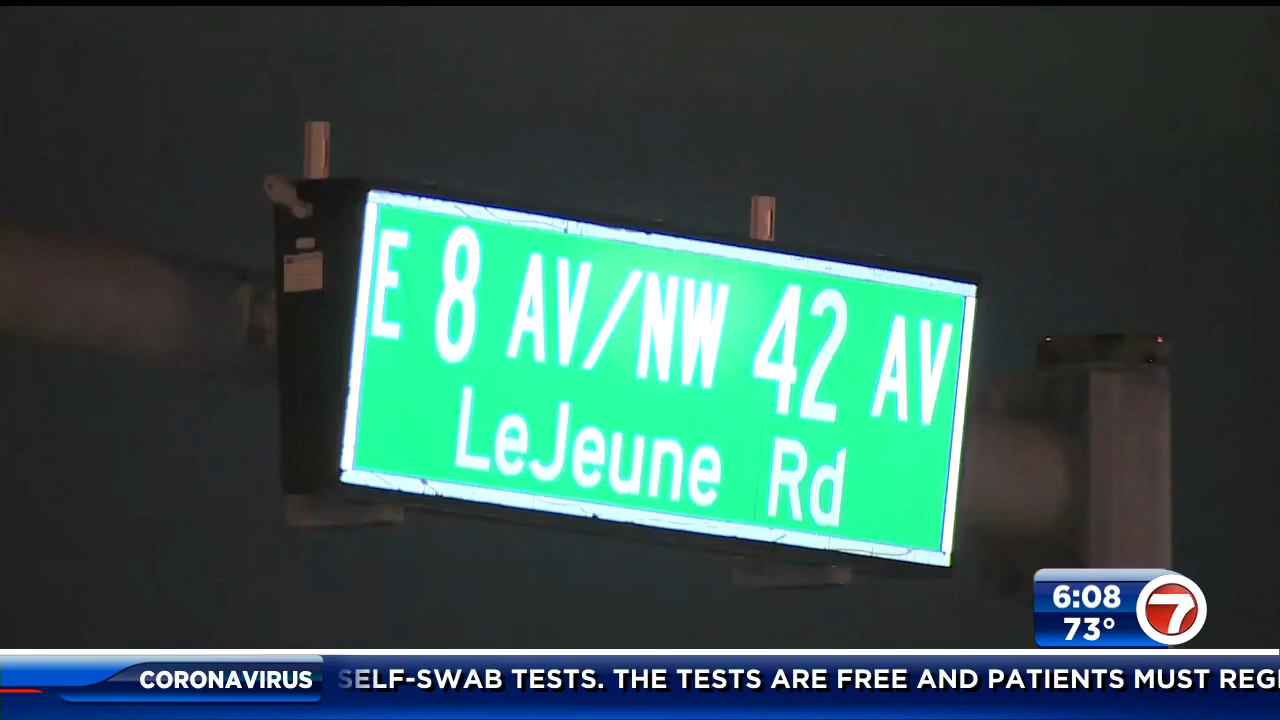 E 8 AV/NW 42 AV
LeJeune Rd
6:08
73°
7
CORONAVIRUS
SELF-SWAB TESTS. THE TESTS ARE FREE AND PATIENTS MUST REGI